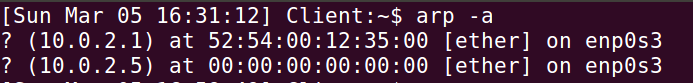 [Sun Mar 05 16:31:12] Client:~$ arp -a
? (10.0.2.1) at 52:54:00:12:35:00 [ether] on enp0s3
? (10.0.2.5) at 00:00:00:00:00:00 [ether] on enp0s3